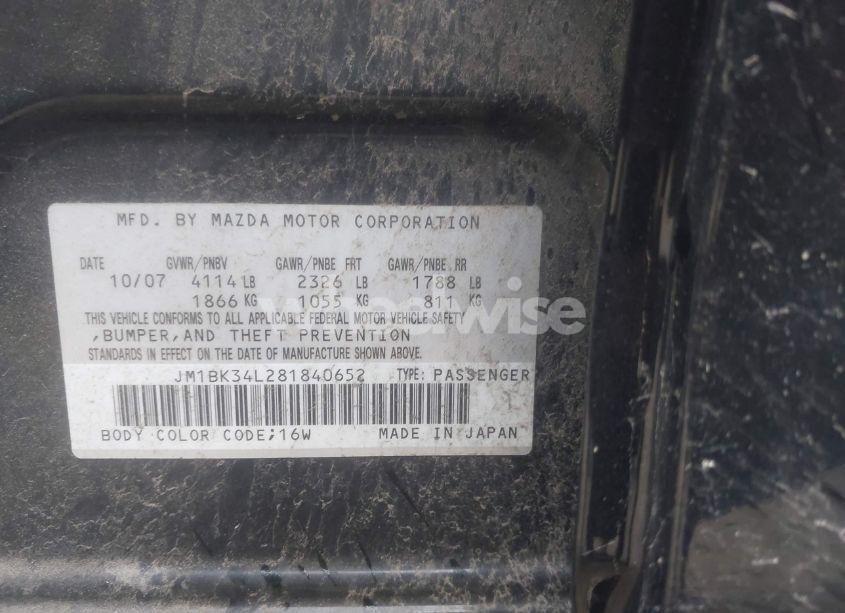 MFD. BY MAZDA MOTOR CORPORATION
DATE GVWR/PNBV GAWR/PNBE FRT GAWR/PNBE RR
10/07 4114 LB 2326 LB 1788 LB
1866 KG 1055 KG 811 KG
THIS VEHICLE CONFORMS TO ALL APPLICABLE FEDERAL MOTOR VEHICLE SAFETY
,BUMPER,AND THEFT PREVENTION
STANDARDS IN EFFECT ON THE DATE OF MANUFACTURE SHOWN ABOVE.
JM1BK34L281840652 TYPE: PASSENGER
BODY COLOR CODE;16W MADE IN JAPAN